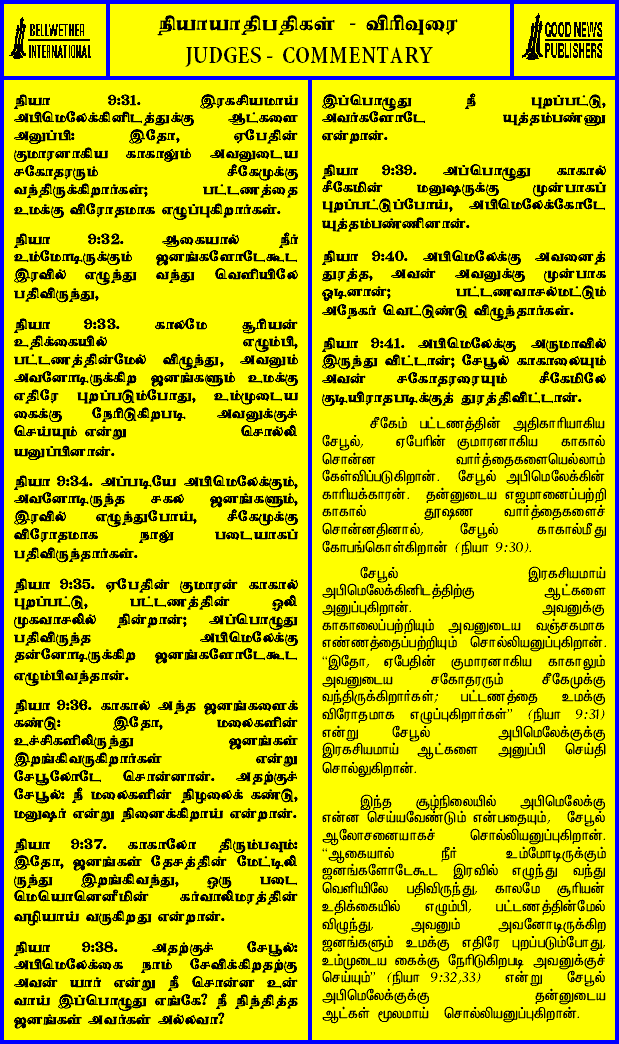 BELLWETHER
INTERNATIONAL
நியாயாதிபதிகள் - விரிவுரை
JUDGES - COMMENTARY
GOOD NEWS
PUBLISHERS
நியா 9:31. இரகசியமாய்
அபிமெலேக்கினிடத்துக்கு ஆட்களை
அனுப்பி: இதோ, ஏபேதின்
குமாரனாகிய காகாலும் அவனுடைய
சகோதரரும் சீகேமுக்கு
வந்திருக்கிறார்கள்; பட்டணத்தை
உமக்கு விரோதமாக எழுப்புகிறார்கள்.
நியா 9:32. ஆகையால் நீர்
உம்மோடிருக்கும் ஜனங்களோடேகூட
இரவில் எழுந்து வந்து வெளியிலே
பதிவிருந்து,
நியா 9:33. காலமே சூரியன்
உதிக்கையில் எழும்பி,
பட்டணத்தின்மேல் விழுந்து, அவனும்
அவனோடிருக்கிற ஜனங்களும் உமக்கு
எதிரே புறப்படும்போது, உம்முடைய
கைக்கு நேரிடுகிறபடி அவனுக்குச்
செய்யும் என்று சொல்லி
யனுப்பினான்.
நியா 9:34. அப்படியே அபிமெலேக்கும்,
அவனோடிருந்த சகல ஜனங்களும்,
இரவில் எழுந்துபோய், சீகேமுக்கு
விரோதமாக நாலு படையாகப்
பதிவிருந்தார்கள்.
நியா 9:35. ஏபேதின் குமாரன் காகால்
புறப்பட்டு, பட்டணத்தின் ஒலி
முகவாசலில் நின்றான்; அப்பொழுது
பதிவிருந்த அபிமெலேக்கு
தன்னோடிருக்கிற ஜனங்களோடேகூட
எழும்பிவந்தான்.
நியா 9:36. காகால் அந்த ஜனங்களைக்
கண்டு: இதோ, மலைகளின்
உச்சிகளிலிருந்து ஜனங்கள்
இறங்கிவருகிறார்கள் என்று
சேபூலோடே சொன்னான். அதற்குச்
சேபூல்: நீ மலைகளின் நிழலைக் கண்டு,
மனுஷர் என்று நினைக்கிறாய் என்றான்.
நியா 9:37. காகாலோ திரும்பவும்:
இதோ, ஜனங்கள் தேசத்தின் மேட்டிலி
ருந்து இறங்கிவந்து, ஒரு படை
மெயொனெனீமின் கர்வாலிமரத்தின்
வழியாய் வருகிறது என்றான்.
நியா 9:38. அதற்குச் சேபூல்:
அபிமெலேக்கை நாம் சேவிக்கிறதற்கு
அவன் யார் என்று நீ சொன்ன உன்
வாய் இப்பொழுது எங்கே? நீ நிந்தித்த
ஜனங்கள் அவர்கள் அல்லவா?
இப்பொழுது நீ புறப்பட்டு,
அவர்களோடே யுத்தம்பண்ணு
என்றான்.
நியா 9:39. அப்பொழுது காகால்
சீகேமின் மனுஷருக்கு முன்பாகப்
புறப்பட்டுப்போய், அபிமெலேக்கோடே
யுத்தம்பண்ணினான்.
நியா 9:40. அபிமெலேக்கு அவனைத்
துரத்த, அவன் அவனுக்கு முன்பாக
ஓடினான்; பட்டணவாசல்மட்டும்
அநேகர் வெட்டுண்டு விழுந்தார்கள்.
நியா 9:41. அபிமெலேக்கு அருமாவில்
இருந்து விட்டான்; சேபூல் காகாலையும்
அவன் சகோதரரையும் சீகேமிலே
குடியிராதபடிக்குத் துரத்திவிட்டான்.
சீகேம் பட்டணத்தின் அதிகாரியாகிய
சேபூல், ஏபேரின் குமாரனாகிய காகால்
சொன்ன வார்த்தைகளையெல்லாம்
கேள்விப்படுகிறான். சேபூல் அபிமெலேக்கின்
காரியக்காரன். தன்னுடைய எஜமானைப்பற்றி
காகால் தூஷண வார்த்தைகளைச்
சொன்னதினால், சேபூல் காகால்மீது
கோபங்கொள்கிறான் (நியா 9:30).
சேபூல் இரகசியமாய்
அபிமெலேக்கினிடத்திற்கு ஆட்களை
அனுப்புகிறான். அவனுக்கு
காகாலைப்பற்றியும் அவனுடைய வஞ்சகமாக
எண்ணத்தைப்பற்றியும் சொல்லியனுப்புகிறான்.
"இதோ, ஏபேதின் குமாரனாகிய காகாலும்
அவனுடைய சகோதரரும் சீகேமுக்கு
வந்திருக்கிறார்கள்; பட்டணத்தை உமக்கு
விரோதமாக எழுப்புகிறார்கள்" (நியா 9:31)
என்று சேபூல் அபிமெலேக்குக்கு
இரகசியமாய் ஆட்களை அனுப்பி செய்தி
சொல்லுகிறான்.
இந்த சூழ்நிலையில் அபிமெலேக்கு
என்ன செய்யவேண்டும் என்பதையும், சேபூல்
ஆலோசனையாகச் சொல்லியனுப்புகிறான்.
"ஆகையால் நீர் உம்மோடிருக்கும்
ஜனங்களோடேகூட இரவில் எழுந்து வந்து
வெளியிலே பதிவிருந்து, காலமே சூரியன்
உதிக்கையில் எழும்பி, பட்டணத்தின்மேல்
விழுந்து, அவனும் அவனோடிருக்கிற
ஜனங்களும் உமக்கு எதிரே புறப்படும்போது,
உம்முடைய கைக்கு நேரிடுகிறபடி அவனுக்குச்
செய்யும்" (நியா 9:32,33) என்று சேபூல்
அபிமெலேக்குக்கு தன்னுடைய
ஆட்கள் மூலமாய் சொல்லியனுப்புகிறான்.